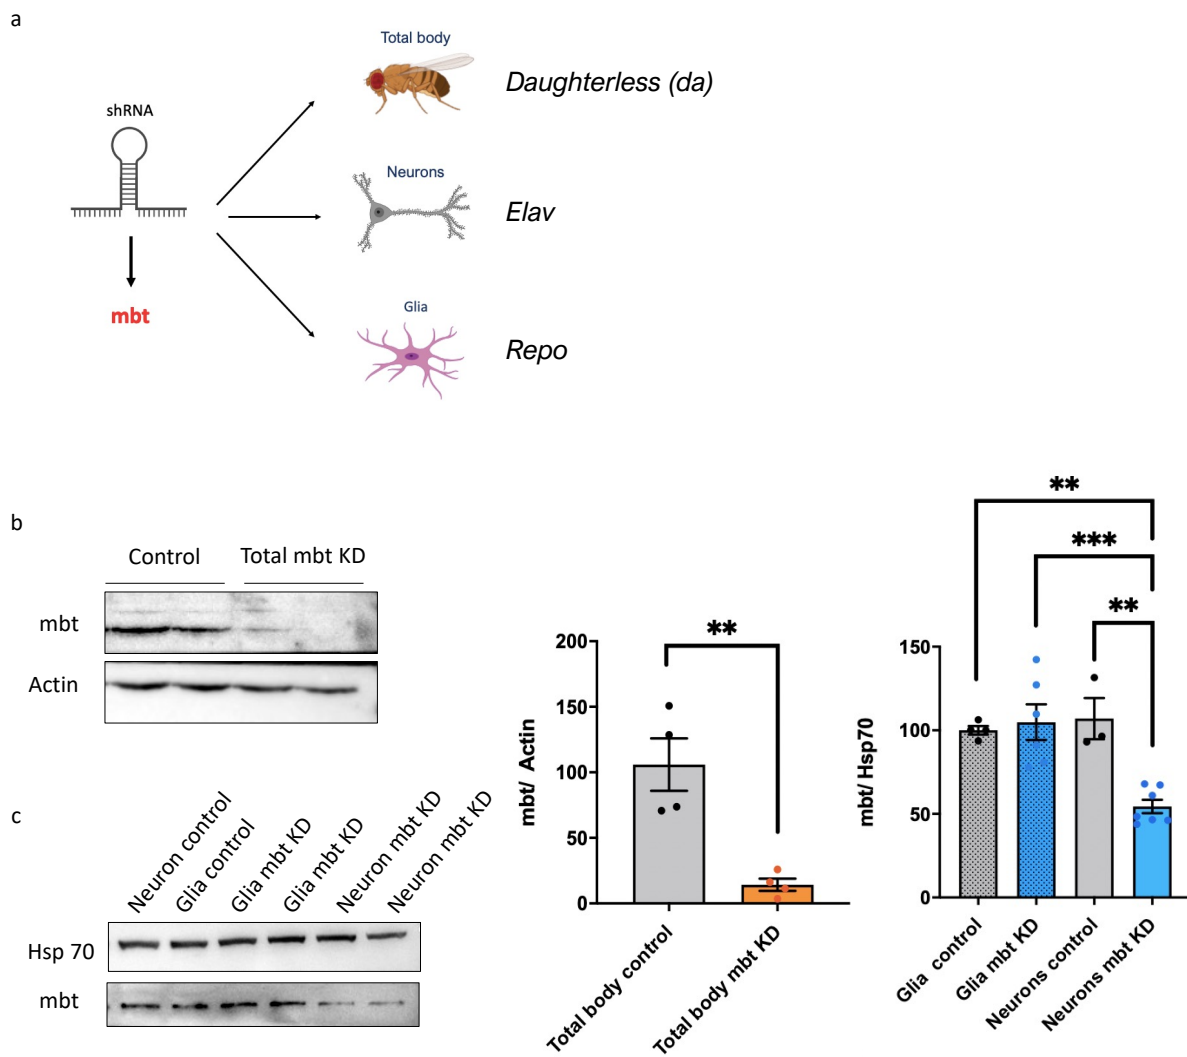 a
Total body
Daughterless (da)
shRNA
Neurons
Elav
mbt
Glia
Repo
b
Control Total mbt KD
mbt
Actin
**
200
150
100
50
0
mbt/ Actin
Total body control
Total body mbt KD
**
***
**
150
100
50
0
mbt/ Hsp70
Glia control
Glia mbt KD
Neurons control
Neurons mbt KD
c
Neuron control
Glia control
Glia mbt KD
Glia mbt KD
Neuron mbt KD
Neuron mbt KD
Hsp 70
mbt